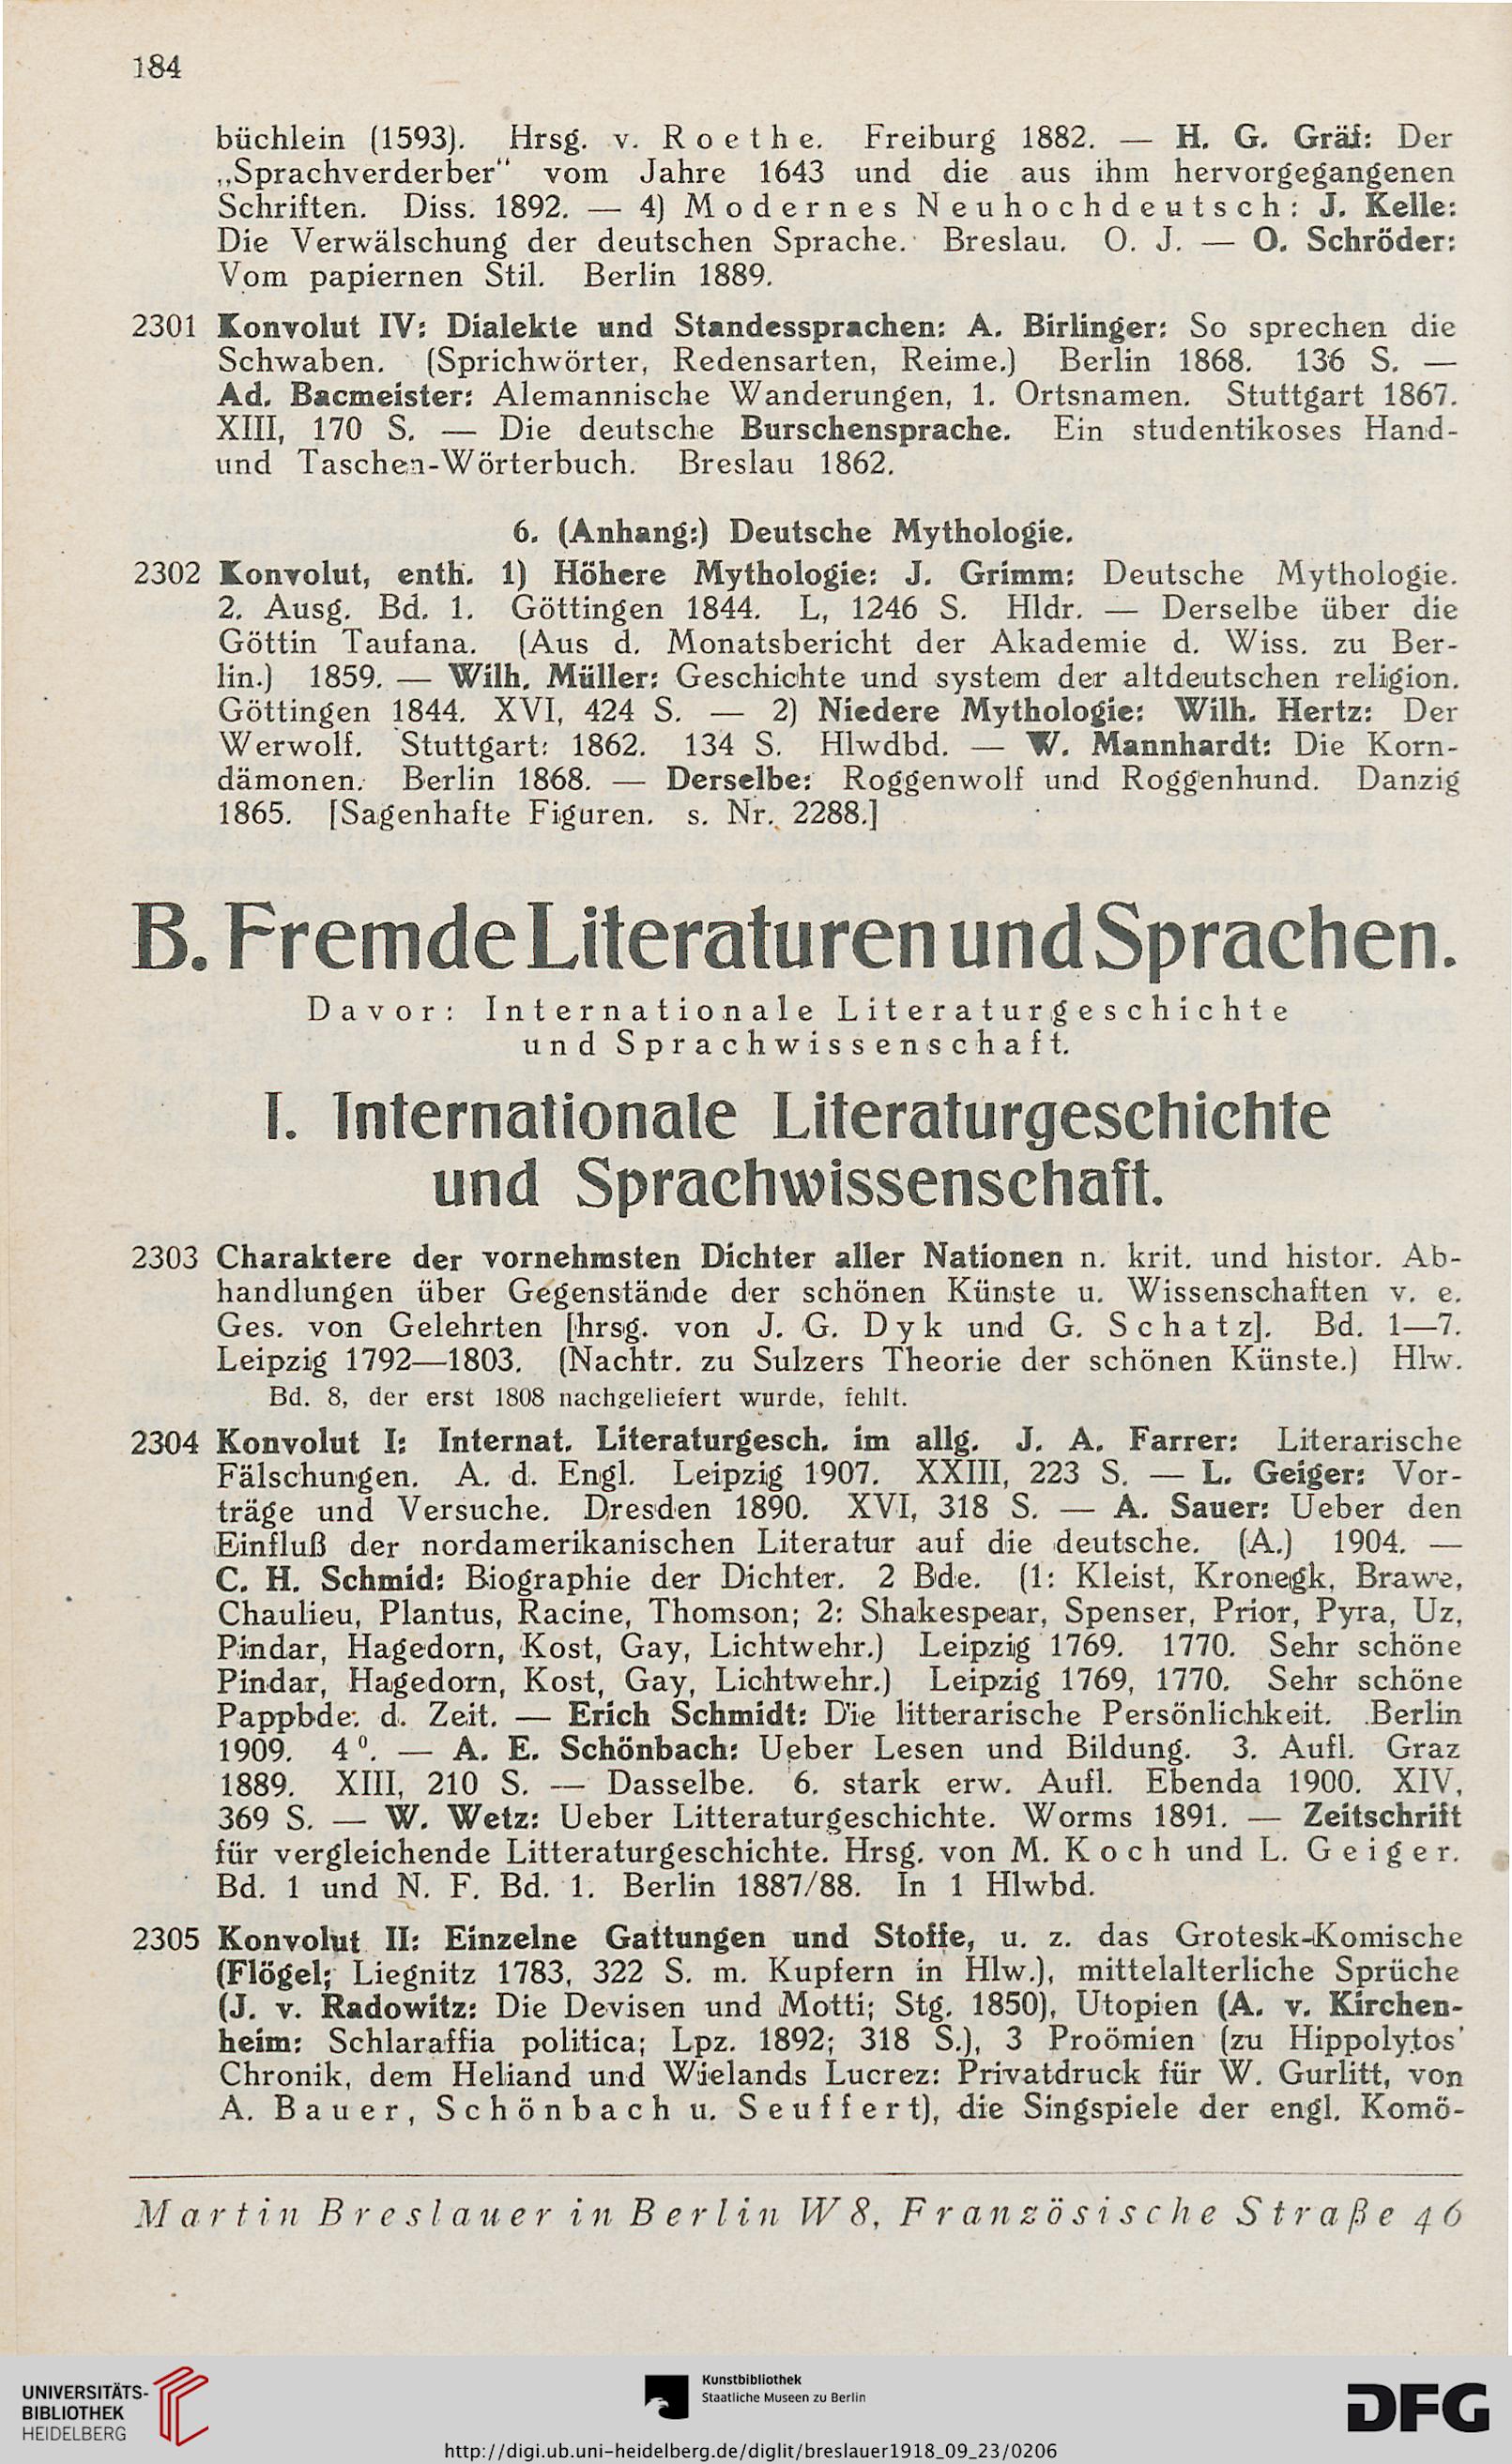 184
büchlein (1593). Hrsg. v. Roethe. Freiburg 1882. — H. G. Gräf: Der
„Sprachverderber“ vom Jahre 1643 und die aus ihm hervorgegangenen
Schriften. Diss. 1892. — 4) Modernes Neuhochdeutsch: J. Kelle:
Die Verwälschung der deutschen Sprache. Breslau. O. J. — O. Schröder:
Vom papiernen Stil. Berlin 1889.
2301 Konvolut IV: Dialekte und Standessprachen: A. Birlinger: So sprechen die
Schwaben. (Sprichwörter, Redensarten, Reime.) Berlin 1868. 136 S. —
Ad. Bacmeister: Alemannische Wanderungen, 1. Ortsnamen. Stuttgart 1867.
XIII, 170 S. — Die deutsche Burschensprache. Ein studentikoses Hand-
und Taschen-Wörterbuch. Breslau 1862.
6. (Anhang:) Deutsche Mythologie.
2302 Konvolut, enth. 1) Höhere Mythologie: J. Grimm: Deutsche Mythologie.
2. Ausg. Bd. 1. Göttingen 1844. L, 1246 S. Hldr. — Derselbe über die
Göttin Taufana. (Aus d. Monatsbericht der Akademie d. Wiss. zu Ber-
lin.) 1859. — Wilh. Müller: Geschichte und system der altdeutschen religion.
Göttingen 1844. XVI, 424 S. — 2) Niedere Mythologie: Wilh. Hertz: Der
Werwolf. Stuttgart: 1862. 134 S. Hlwdbd. — W. Mannhardt: Die Korn-
dämonen. Berlin 1868. — Derselbe: Roggenwolf und Roggenhund. Danzig
1865. [Sagenhafte Figuren. s. Nr. 2288.]
B. Fremde Literaturen und Sprachen.
Davor: Internationale Literaturgeschichte
und Sprachwissenschaft.
I. Internationale Literaturgeschichte
und Sprachwissenschaft.
2303 Charaktere der vornehmsten Dichter aller Nationen n. krit. und histor. Ab-
handlungen über Gegenstände der schönen Künste u. Wissenschaften v. e.
Ges. von Gelehrten [hrsg. von J. G. Dyk und G. Schatz]. Bd. 1—7.
Leipzig 1792—1803. (Nachtr. zu Sulzers Theorie der schönen Künste.) Hlw.
Bd. 8, der erst 1808 nachgeliefert wurde, fehlt.
2304 Konvolut I: Internat. Literaturgesch. im allg. J. A. Farrer: Literarische
Fälschungen. A. d. Engl. Leipzig 1907. XXIII, 223 S. — L. Geiger: Vor-
träge und Versuche. Dresden 1890. XVI, 318 S. — A. Sauer: Ueber den
Einfluß der nordamerikanischen Literatur auf die deutsche. (A.) 1904. —
C. H. Schmid: Biographie der Dichter. 2 Bde. (1: Kleist, Kronegk, Brawe,
Chaulieu, Plantus, Racine, Thomson; 2: Shakespear, Spenser, Prior, Pyra, Uz,
Pindar, Hagedorn, Kost, Gay, Lichtwehr.) Leipzig 1769. 1770. Sehr schöne
Pindar, Hagedorn, Kost, Gay, Lichtwehr.) Leipzig 1769, 1770. Sehr schöne
Pappbde. d. Zeit. — Erich Schmidt: Die litterarische Persönlichkeit. Berlin
1909. 4⁰. — A. E. Schönbach: Ueber Lesen und Bildung. 3. Aufl. Graz
1889. XIII, 210 S. — Dasselbe. 6. stark erw. Aufl. Ebenda 1900. XIV,
369 S. — W. Wetz: Ueber Litteraturgeschichte. Worms 1891. — Zeitschrift
für vergleichende Litteraturgeschichte. Hrsg. von M. Koch und L. Geiger.
Bd. 1 und N. F. Bd. 1. Berlin 1887/88. In 1 Hlwbd.
2305 Konvolut II: Einzelne Gattungen und Stoffe, u. z. das Grotesk-Komische
(Flögel; Liegnitz 1783, 322 S. m. Kupfern in Hlw.), mittelalterliche Sprüche
(J. v. Radowitz: Die Devisen und Motti; Stg. 1850), Utopien (A. v. Kirchen-
heim: Schlaraffia politica; Lpz. 1892; 318 S.), 3 Proömien (zu Hippolytos'
Chronik, dem Heliand und Wielands Lucrez: Privatdruck für W. Gurlitt, von
A. Bauer, Schönbach u. Seuffert), die Singspiele der engl. Komö-
Martin Breslauer in Berlin W 8, Französische Straße 46
UNIVERSITÄTS-
BIBLIOTHEK
HEIDELBERG
Kunstbibliothek
Staatliche Museen zu Berlin
DFG
http://digi.ub.uni-heidelberg.de/diglit/breslauer1918_09_23/0206